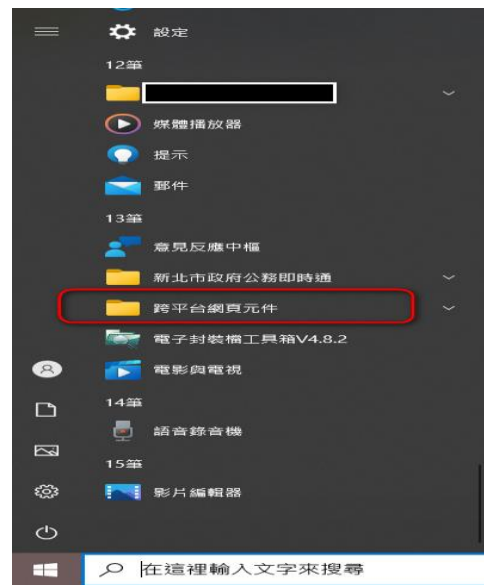 設定
12筆
媒體播放器
提示
郵件
13筆
意見反應中樞
新北市政府公務即時通
跨平台網頁元件
電子封裝檔工具箱V4.8.2
電影與電視
14筆
語音錄音機
15筆
影片編輯器
在這裡輸入文字來搜尋